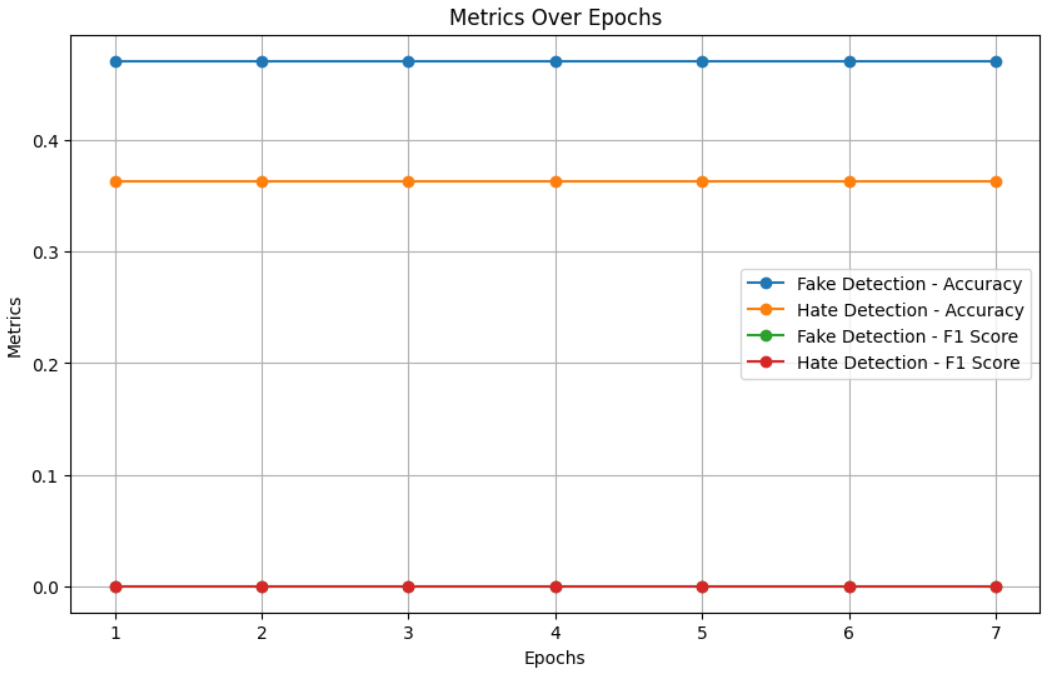 Metrics Over Epochs
0.4
0.3
0.2
0.1
0.0
Metrics
Fake Detection - Accuracy
Hate Detection - Accuracy
Fake Detection - F1 Score
Hate Detection - F1 Score
1 2 3 4 5 6 7
Epochs